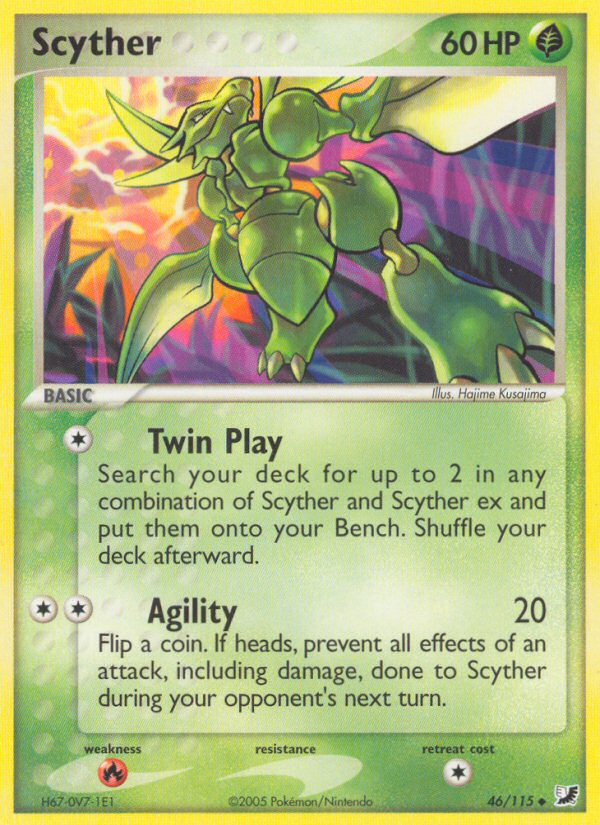 Scyther 60 HP
BASIC Illus. Hajime Kusajima
Twin Play
Search your deck for up to 2 in any
combination of Scyther and Scyther ex and
put them onto your Bench. Shuffle your
deck afterward.
Agility 20
Flip a coin. If heads, prevent all effects of an
attack, including damage, done to Scyther
during your opponent's next turn.
weakness resistance retreat cost
H67-0V7-1E1 ©2005 Pokémon/Nintendo 46/115